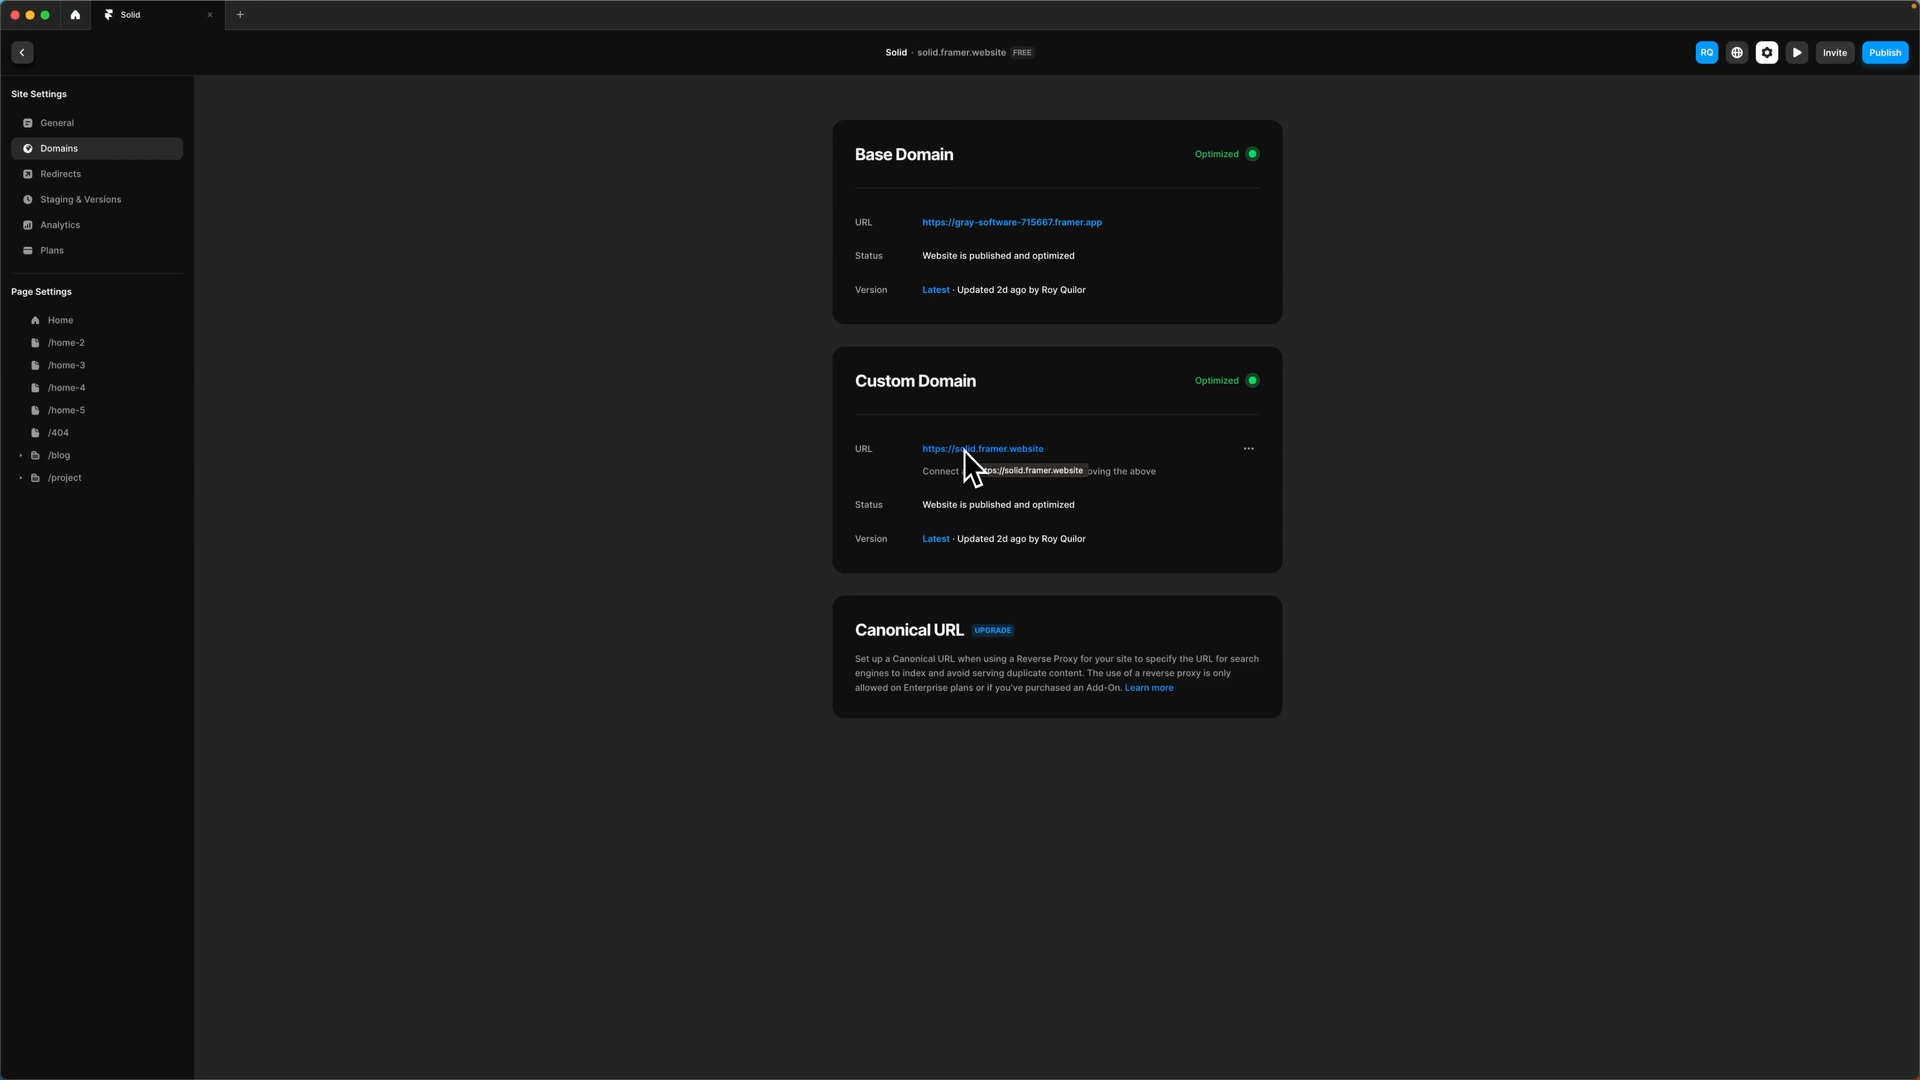 Solid
Solid · solid.framer.website FREE
RQ
Invite
Publish
Site Settings
General
Domains
Redirects
Staging & Versions
Analytics
Plans
Page Settings
Home
/home-2
/home-3
/home-4
/home-5
/404
/blog
/project
Base Domain
Optimized
URL
https://gray-software-715667.framer.app
Status
Website is published and optimized
Version
Latest · Updated 2d ago by Roy Quilor
Custom Domain
Optimized
URL
https://solid.framer.website
Connect
solid.framer.website
the above
Status
Website is published and optimized
Version
Latest · Updated 2d ago by Roy Quilor
Canonical URL UPGRADE
Set up a Canonical URL when using a Reverse Proxy for your site to specify the URL for search
engines to index and avoid serving duplicate content. The use of a reverse proxy is only
allowed on Enterprise plans or if you've purchased an Add-On. Learn more